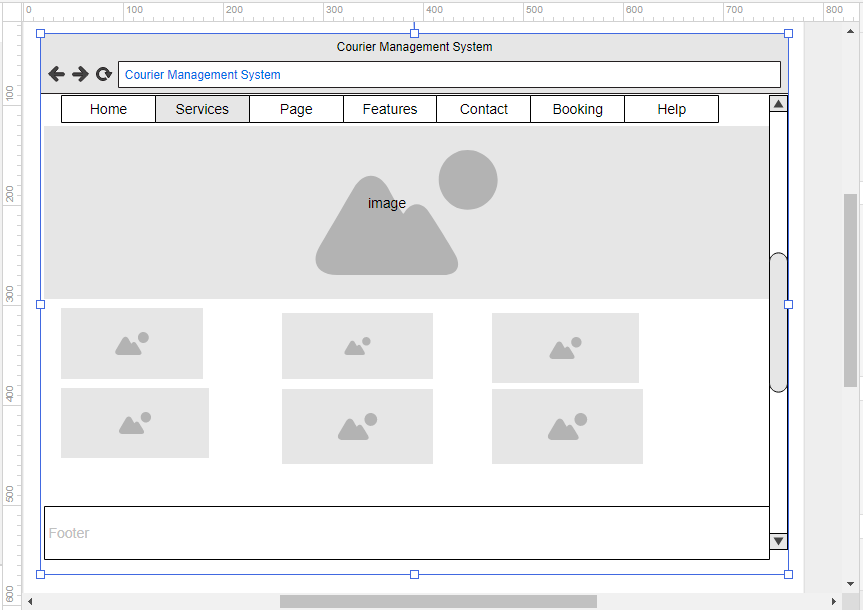 0 100 200 300 400 500 600 700 800
Courier Management System
Courier Management System
Home Services Page Features Contact Booking Help
100
image
200
300
400
500
Footer
600